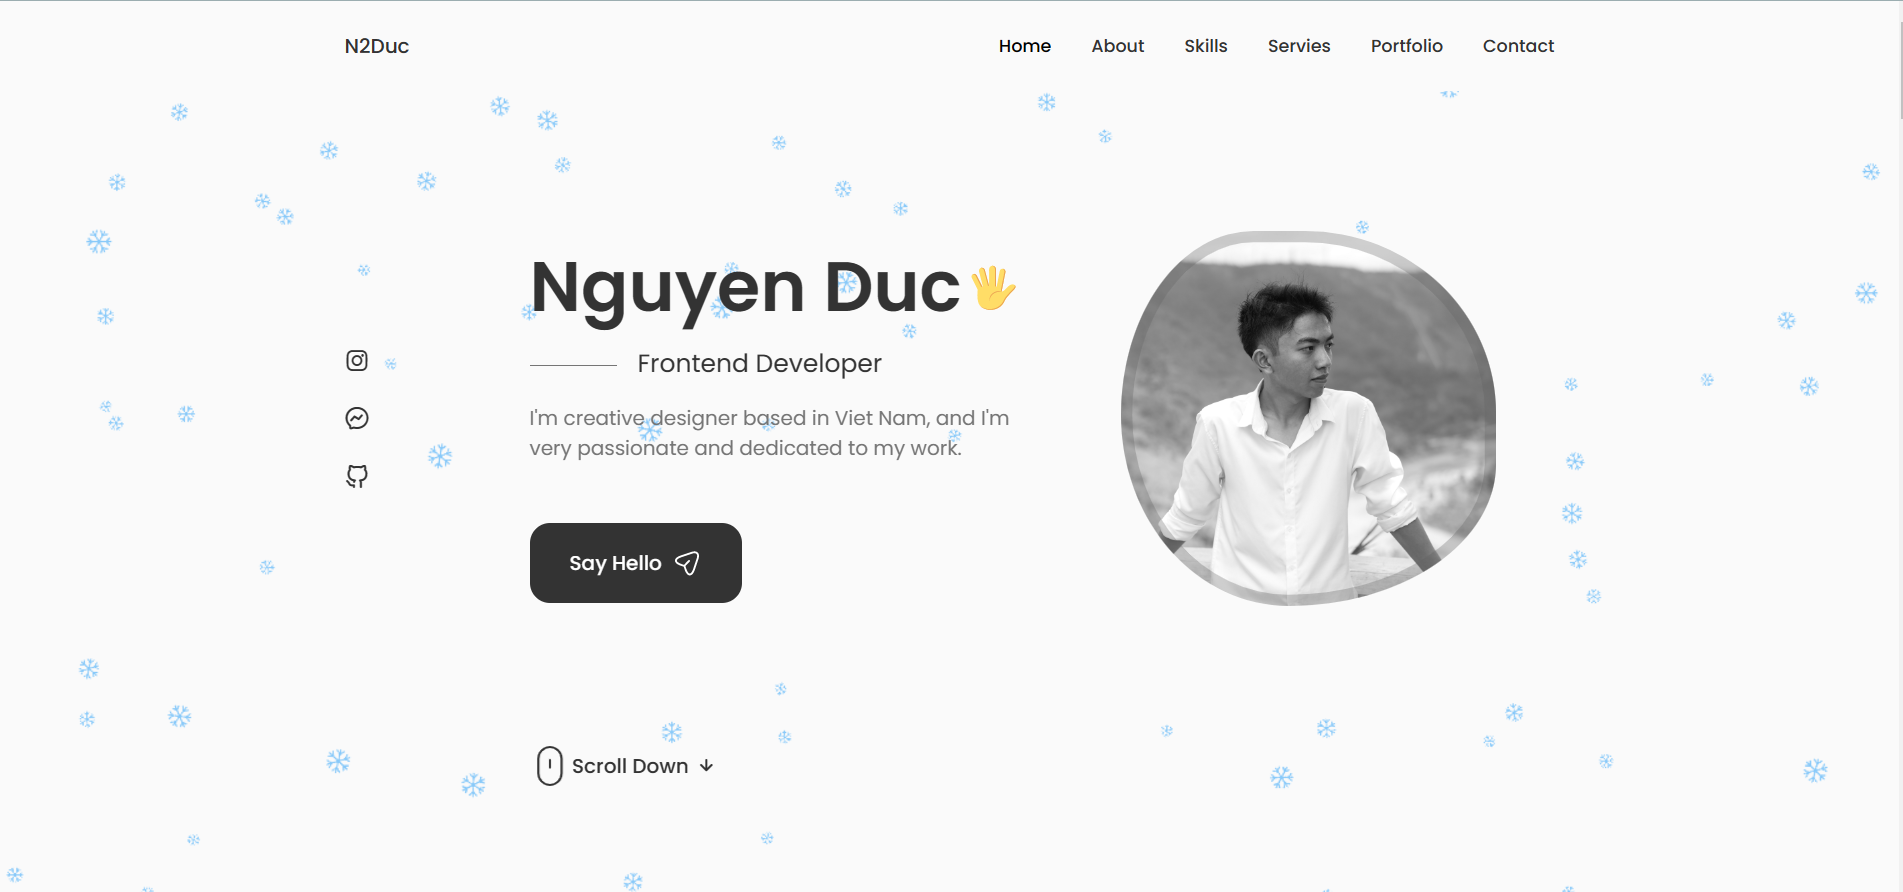 N2Duc
Home About Skills Servies Portfolio Contact
Nguyen Duc🖐
Frontend Developer
I'm creative designer based in Viet Nam, and I'm
very passionate and dedicated to my work.
Say Hello
Scroll Down ↓